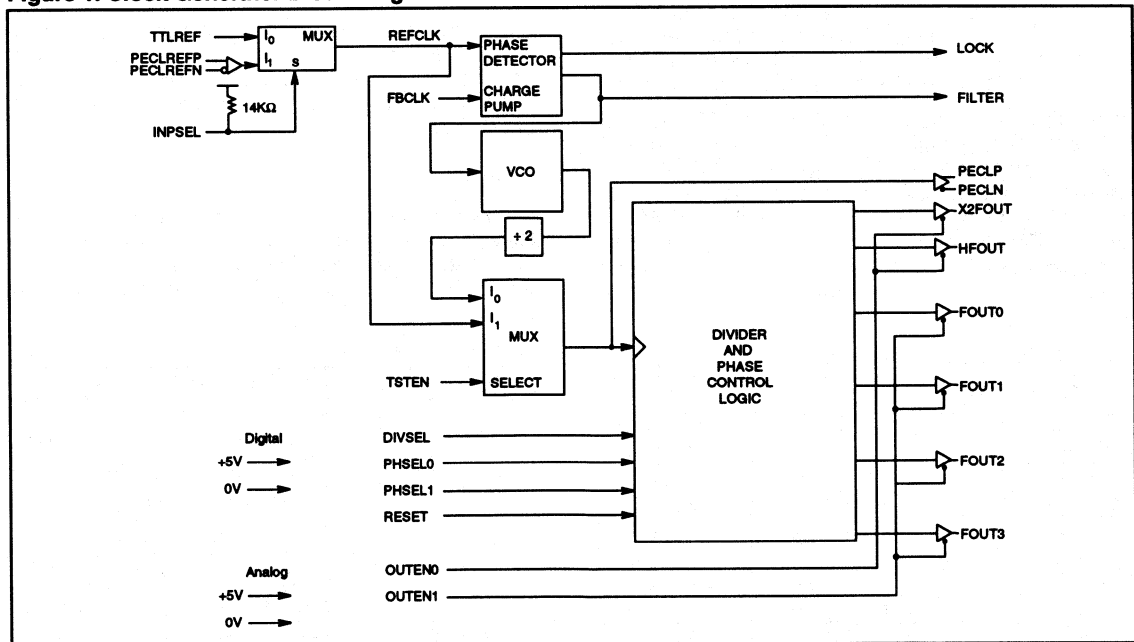 TTLREF
I0 MUX
REFCLK
PHASE DETECTOR
LOCK
PECLREFP
PECLREFN
I1 S
FBCLK
CHARGE PUMP
FILTER
14KΩ
INPSEL
VCO
PECLP
PECLN
X2FOUT
÷ 2
HFOUT
I0
I1
MUX
FOUT0
DIVIDER
AND
PHASE
CONTROL
LOGIC
TSTEN
SELECT
FOUT1
Digital
DIVSEL
+5V
PHSEL0
FOUT2
0V
PHSEL1
RESET
FOUT3
Analog
OUTEN0
+5V
OUTEN1
0V